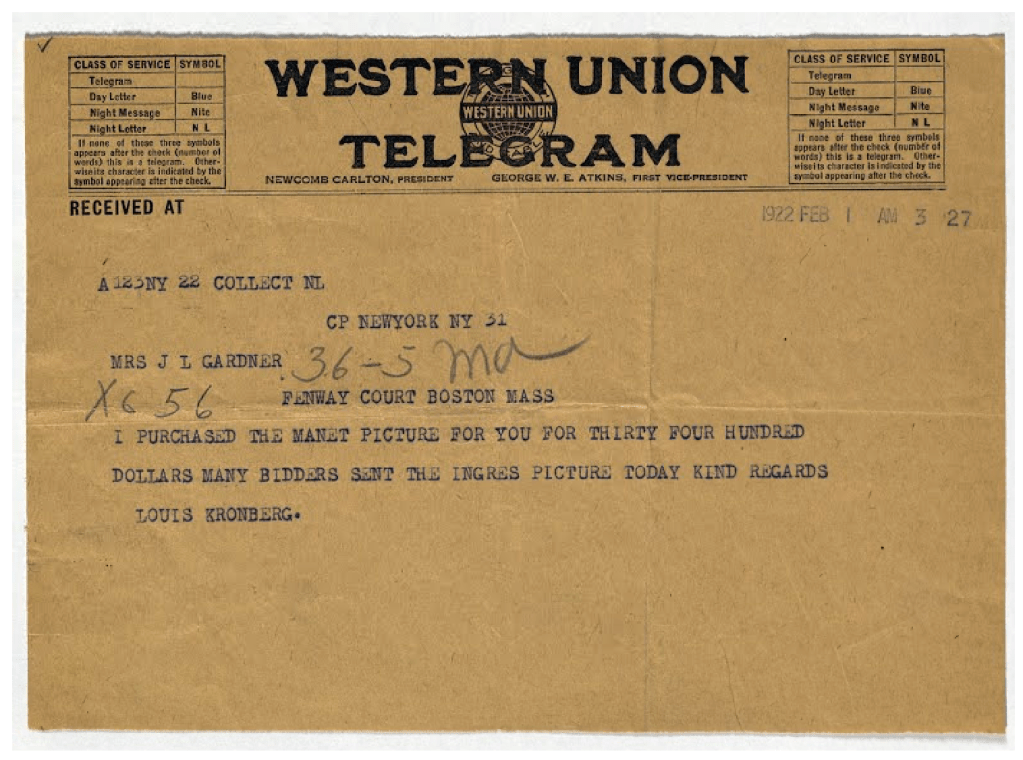 CLASS OF SERVICE SYMBOL
Telegram
Day Letter Blue
Night Message Nite
Night Letter N L
If none of these three symbols
appears after the check (number of
words) this is a telegram. Other-
wise its character is indicated by the
symbol appearing after the check.
WESTERN UNION
WESTERN UNION
TELEGRAM
NEWCOMB CARLTON, PRESIDENT GEORGE W. E. ATKINS, FIRST VICE-PRESIDENT
CLASS OF SERVICE SYMBOL
Telegram
Day Letter Blue
Night Message Nite
Night Letter N L
If none of these three symbols
appears after the check (number of
words) this is a telegram. Other-
wise its character is indicated by the
symbol appearing after the check.
RECEIVED AT
1922 FEB 1 AM 3 27
A 123NY 22 COLLECT NL
CP NEWYORK NY 31
MRS J L GARDNER 36-5
X6 56 FENWAY COURT BOSTON MASS
I PURCHASED THE MANET PICTURE FOR YOU FOR THIRTY FOUR HUNDRED
DOLLARS MANY BIDDERS SENT THE INGRES PICTURE TODAY KIND REGARDS
LOUIS KRONBERG.